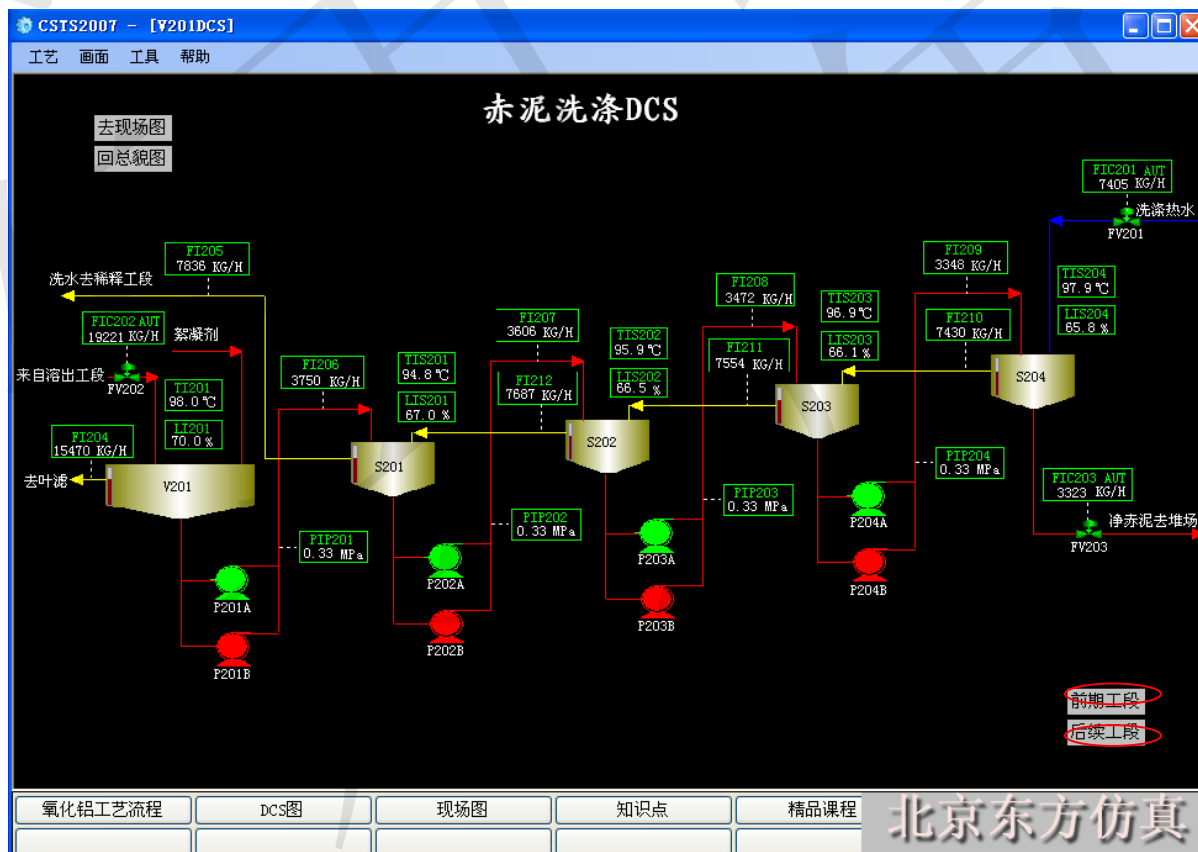 CSTS2007 - [V201DCS]
工艺 画面 工具 帮助
赤泥洗涤DCS
去现场图
回总貌图
FIC201 AUT
7405 KG/H
洗涤热水
FV201
FI205
7836 KG/H
洗水去稀释工段
FI209
3348 KG/H
TIS204
97.9℃
FI208
3472 KG/H
TIS203
96.9℃
FI210
7430 KG/H
LIS204
65.8 %
FIC202 AUT
19221 KG/H
絮凝剂
FI207
3606 KG/H
TIS202
95.9℃
FI211
7554 KG/H
LIS203
66.1 %
来自溶出工段
FV202
TI201
98.0℃
FI206
3750 KG/H
TIS201
94.8℃
FI212
7687 KG/H
LIS202
66.5 %
S204
LIS201
67.0 %
S203
LI201
70.0 %
FI204
15470 KG/H
去叶滤
V201
S201
S202
PIP204
0.33 MPa
FIC203 AUT
3323 KG/H
净赤泥去堆场
FV203
PIP203
0.33 MPa
P204A
PIP202
0.33 MPa
PIP201
0.33 MPa
P203A
P202A
P204B
P201A
P203B
P202B
P201B
前期工段
后续工段
氧化铝工艺流程 DCS图 现场图 知识点 精品课程
北京东方仿真